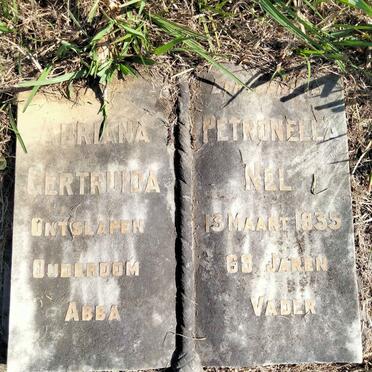 ADRIANA PETRONELLA
GERTRUIDA NEL
ONTSLAPEN 13 MAART 1935
OUDERDOM 68 JAREN
ABBA VADER